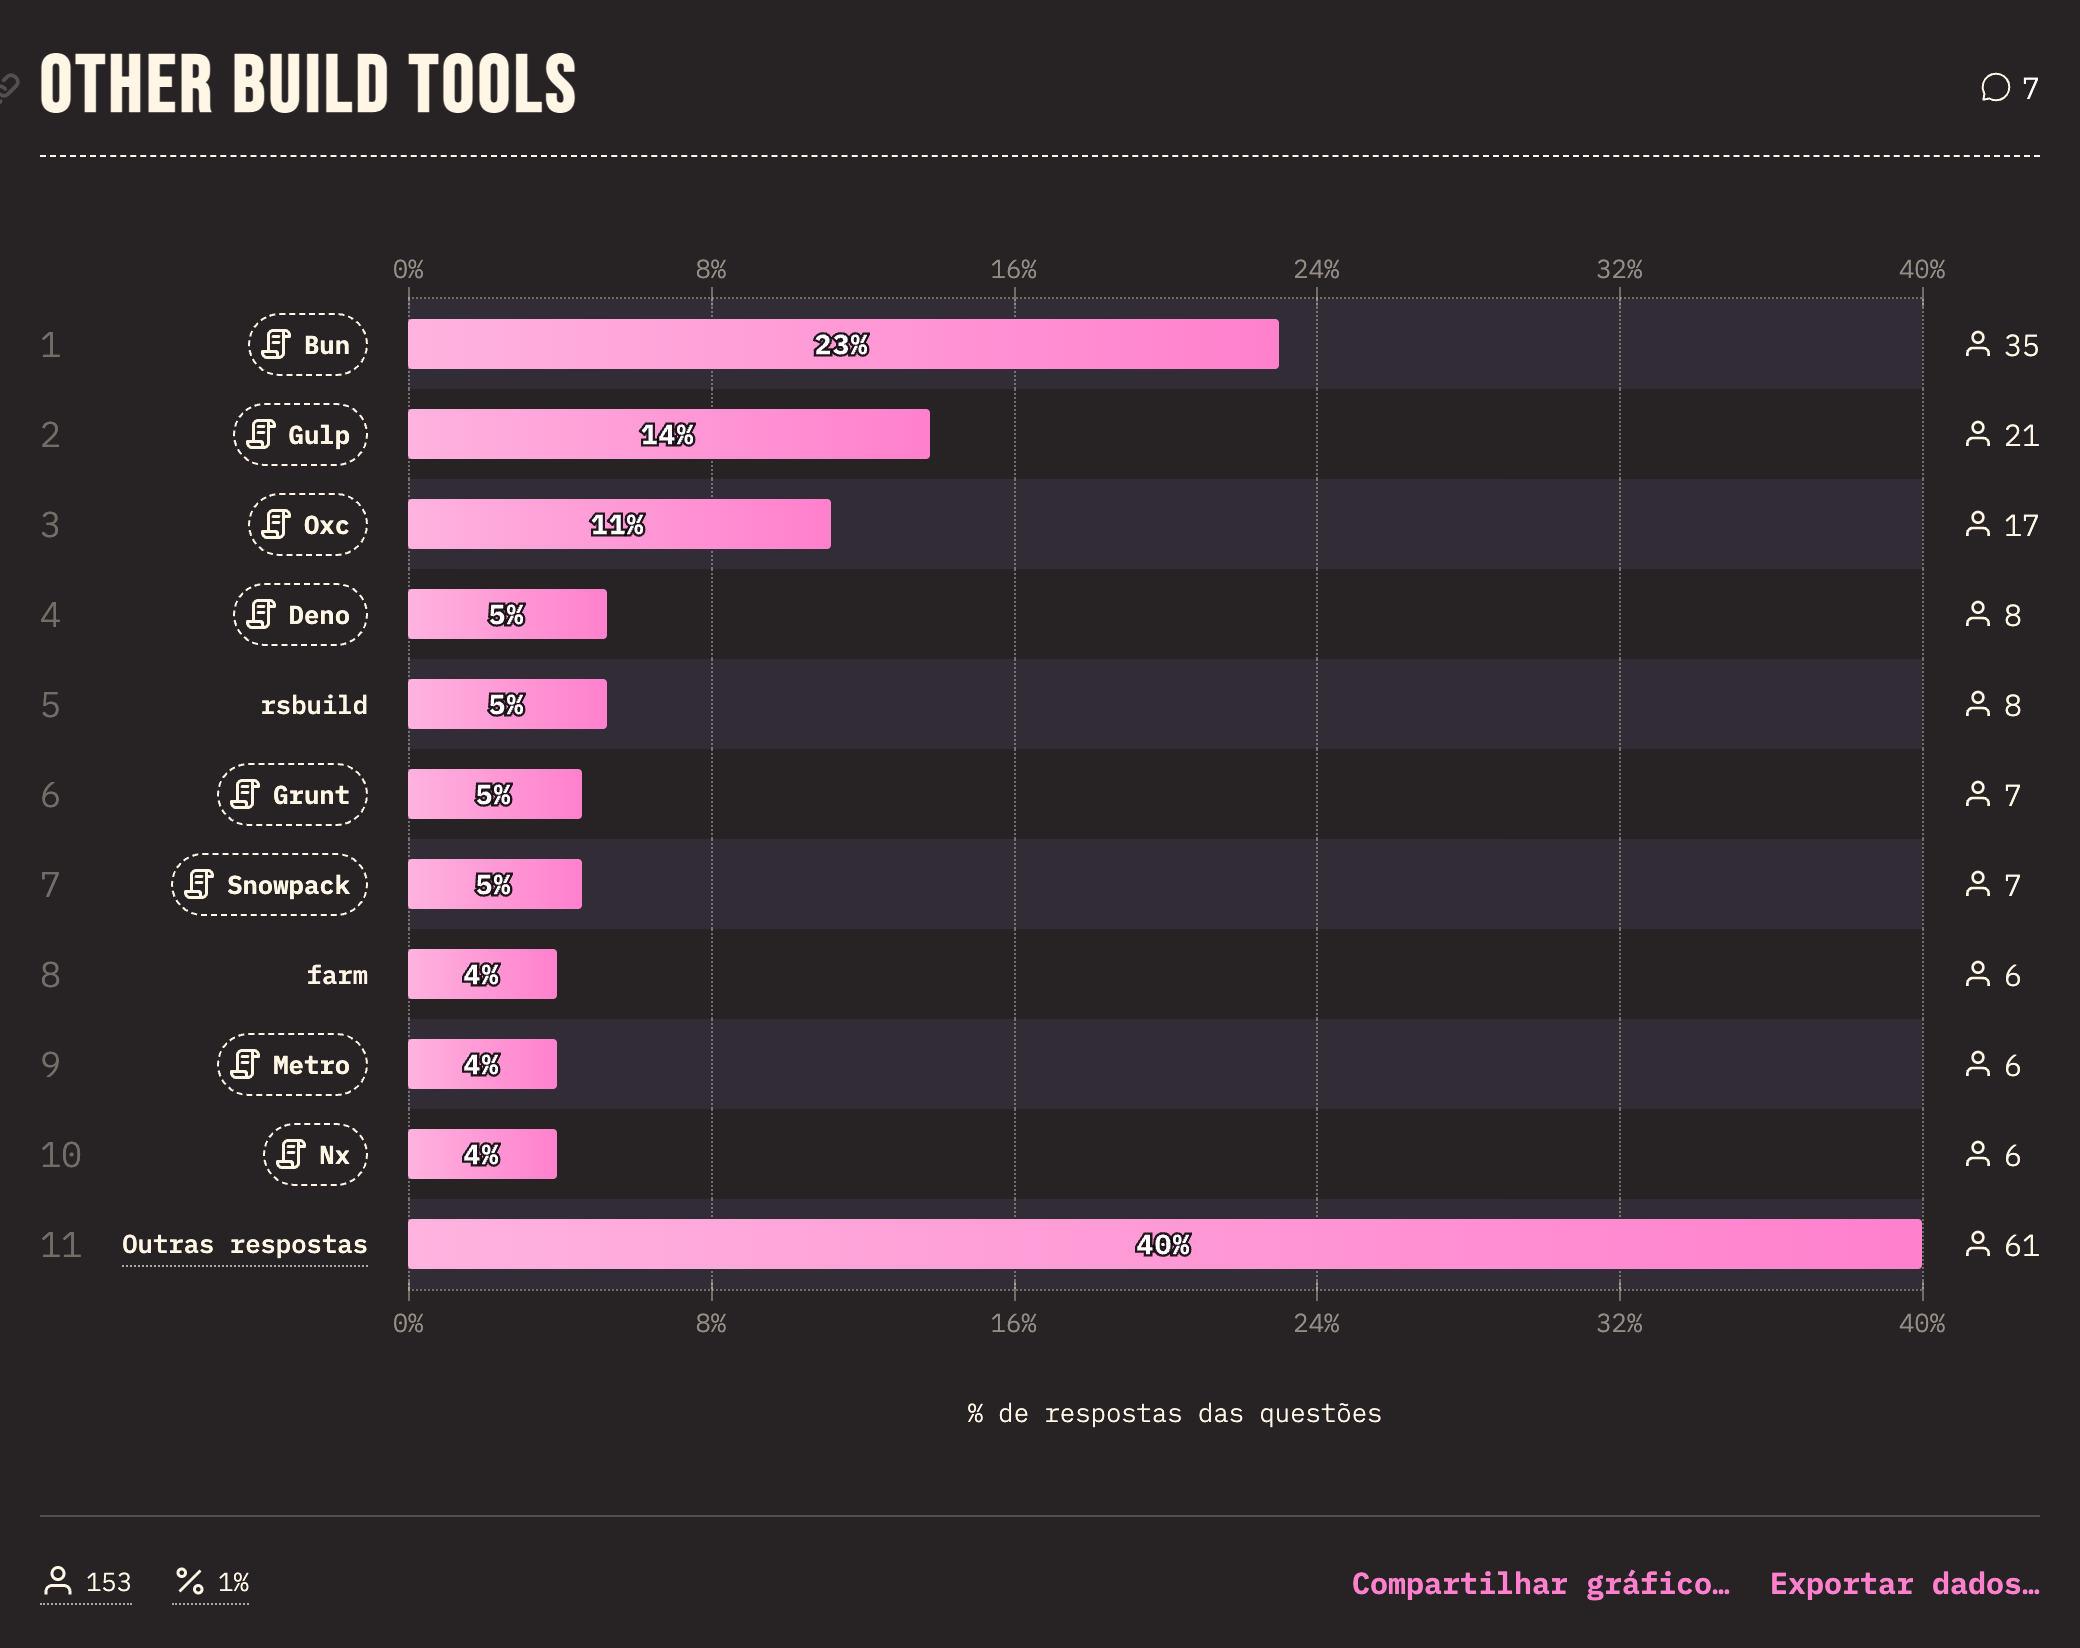 OTHER BUILD TOOLS
7
0% 8% 16% 24% 32% 40%
1 Bun 23% 35
2 Gulp 14% 21
3 Oxc 11% 17
4 Deno 5% 8
5 rsbuild 5% 8
6 Grunt 5% 7
7 Snowpack 5% 7
8 farm 4% 6
9 Metro 4% 6
10 Nx 4% 6
11 Outras respostas 40% 61
0% 8% 16% 24% 32% 40%
% de respostas das questões
153 1% Compartilhar gráfico… Exportar dados…